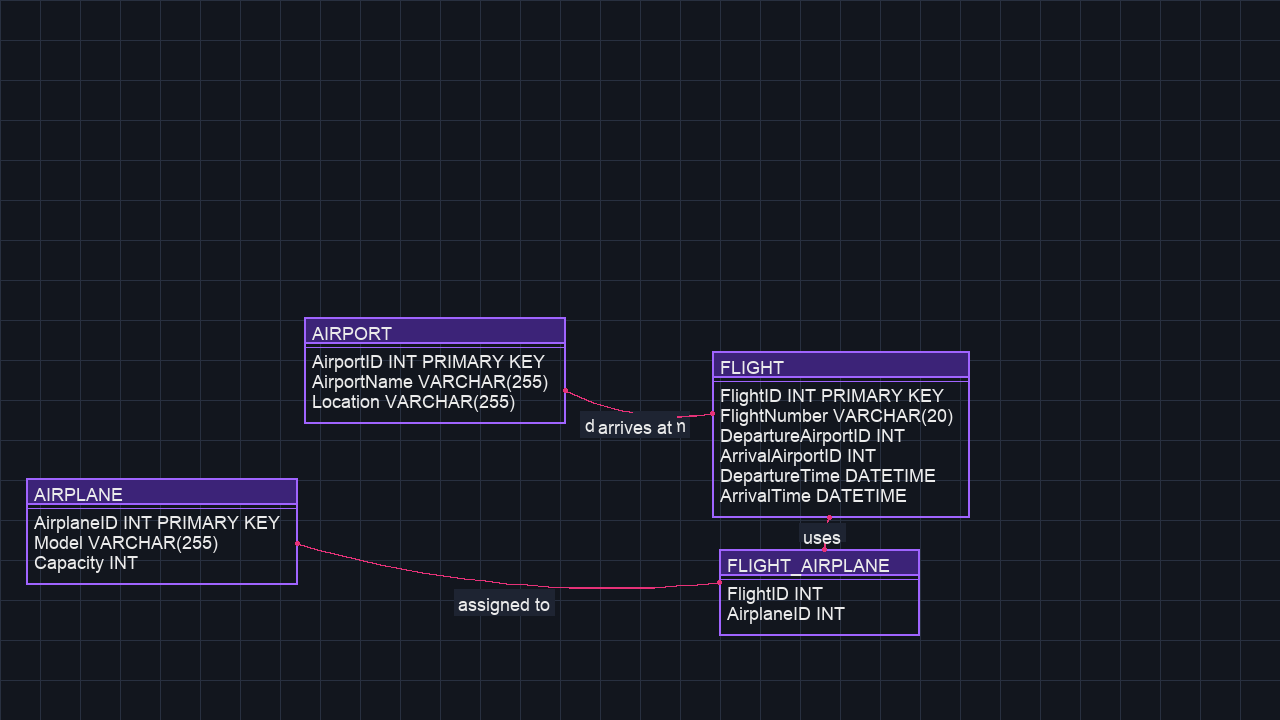 AIRPORT
AirportID INT PRIMARY KEY
AirportName VARCHAR(255)
Location VARCHAR(255)
FLIGHT
FlightID INT PRIMARY KEY
FlightNumber VARCHAR(20)
DepartureAirportID INT
ArrivalAirportID INT
DepartureTime DATETIME
ArrivalTime DATETIME
arrives at
AIRPLANE
AirplaneID INT PRIMARY KEY
Model VARCHAR(255)
Capacity INT
uses
FLIGHT_AIRPLANE
FlightID INT
AirplaneID INT
assigned to